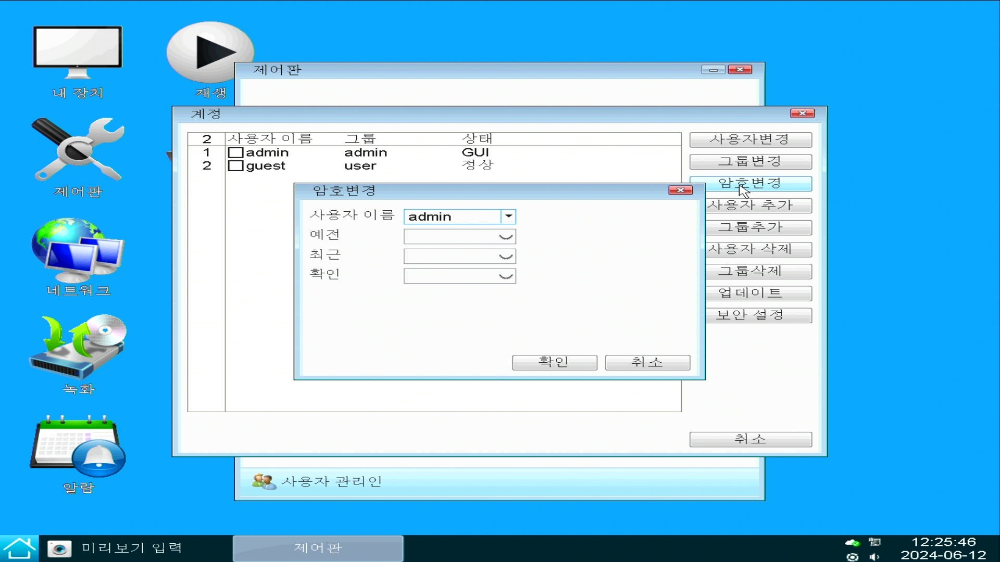 내 장치
재생
제어판
네트워크
녹화
알람
제어판
계정
2 사용자 이름 그룹 상태
1 admin admin GUI
2 guest user 정상
사용자변경
그룹변경
암호변경
사용자 추가
그룹추가
사용자 삭제
그룹삭제
업데이트
보안 설정
취소
암호변경
사용자 이름 admin
예전
최근
확인
확인 취소
사용자 관리인
미리보기 입력
제어판
12:25:46
2024-06-12